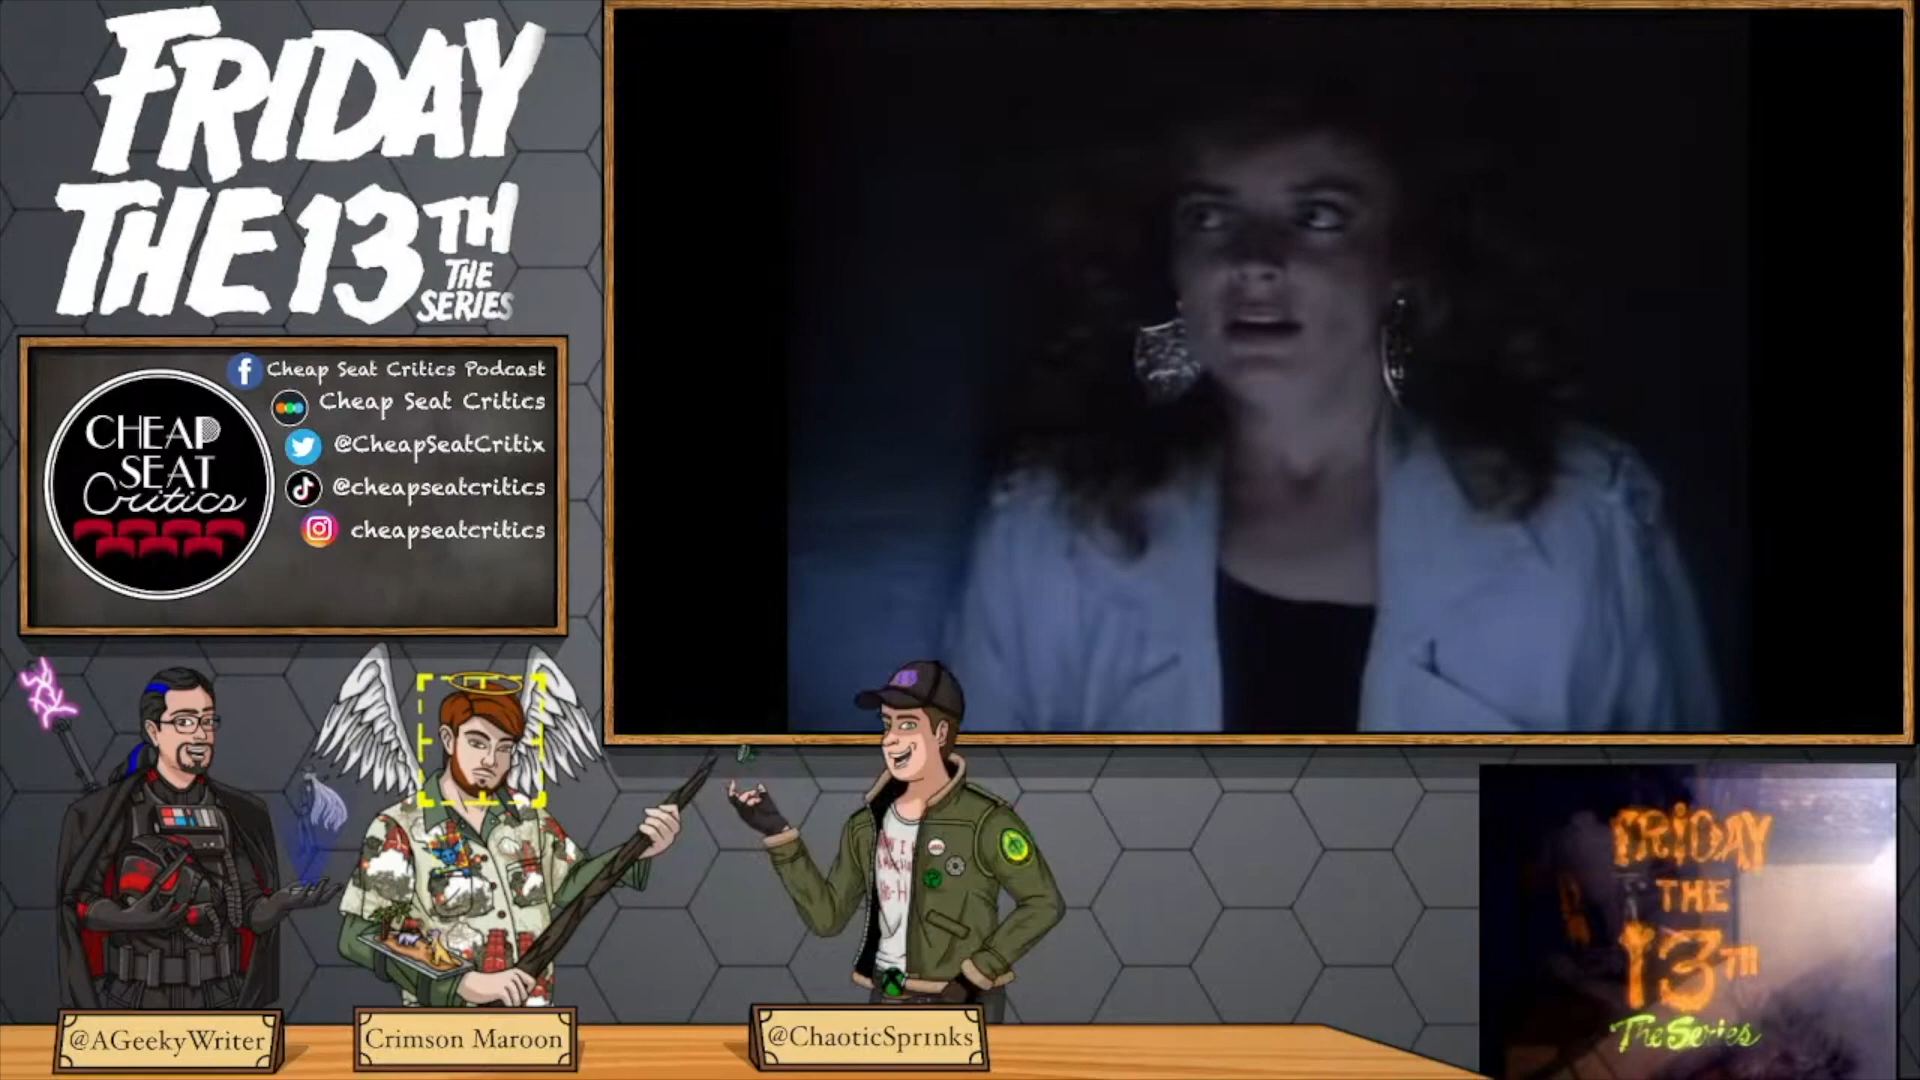 FRIDAY
THE 13TH
THE
SERIES
Cheap Seat Critics Podcast
Cheap Seat Critics
@CheapSeatCritix
@cheapseatcritics
cheapseatcritics
CHEAP
SEAT
Critics
@AGeekyWriter
Crimson Maroon
@ChaoticSpr1nks
FRiDAY
THE
13TH
The Series